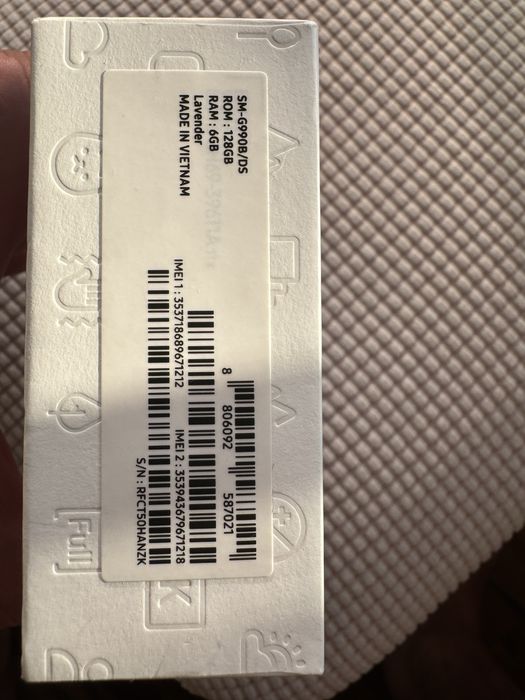 SM-G990B/DS
ROM : 128GB
RAM : 6GB
Lavender
MADE IN VIETNAM
8 806092 587021
IMEI 1 : 353718689671212
IMEI 2 : 353943679671218
S/N : RFCT50HANZK
Full
K